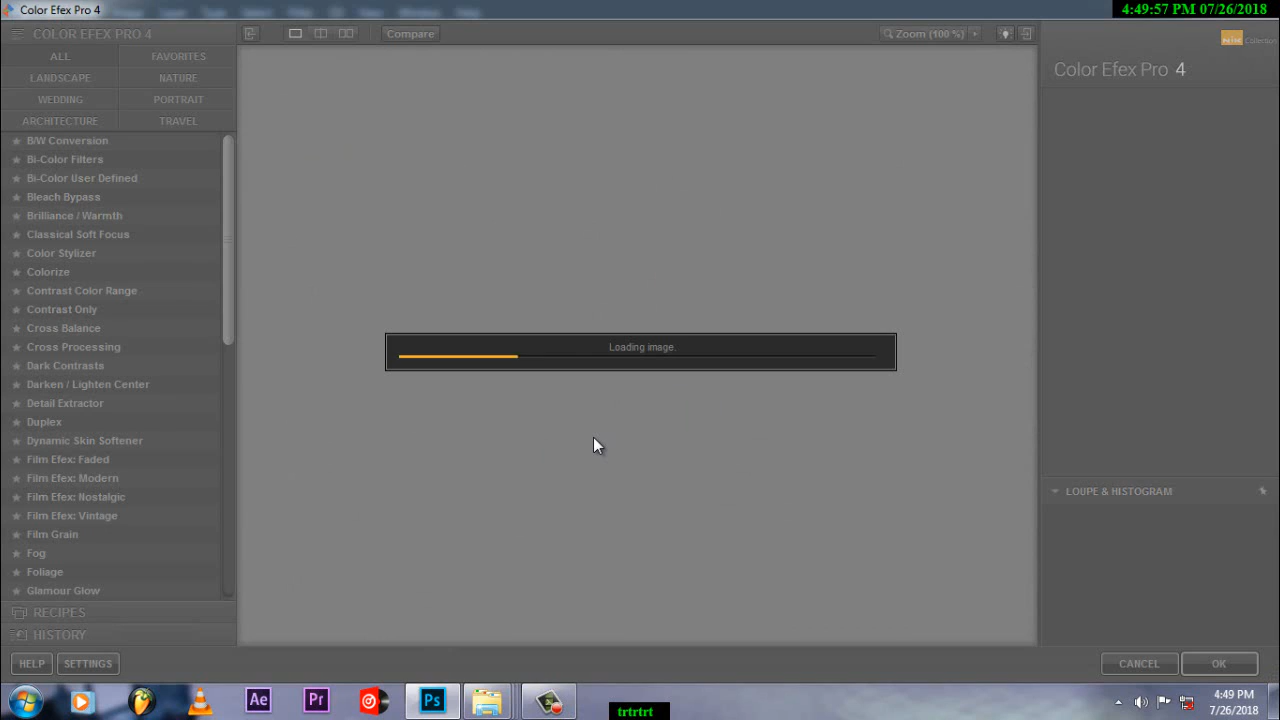 Color Efex Pro 4
4:49:57 PM 07/26/2018
COLOR EFEX PRO 4
Compare
Zoom (100 %)
Collection
ALL
FAVORITES
LANDSCAPE
NATURE
WEDDING
PORTRAIT
ARCHITECTURE
TRAVEL
Color Efex Pro 4
B/W Conversion
Bi-Color Filters
Bi-Color User Defined
Bleach Bypass
Brilliance / Warmth
Classical Soft Focus
Color Stylizer
Colorize
Contrast Color Range
Contrast Only
Cross Balance
Cross Processing
Dark Contrasts
Darken / Lighten Center
Detail Extractor
Duplex
Dynamic Skin Softener
Film Efex: Faded
Film Efex: Modern
Film Efex: Nostalgic
Film Efex: Vintage
Film Grain
Fog
Foliage
Glamour Glow
Loading image.
LOUPE & HISTOGRAM
RECIPES
HISTORY
HELP
SETTINGS
CANCEL
OK
Ae
Pr
Ps
trtrtrt
4:49 PM
7/26/2018